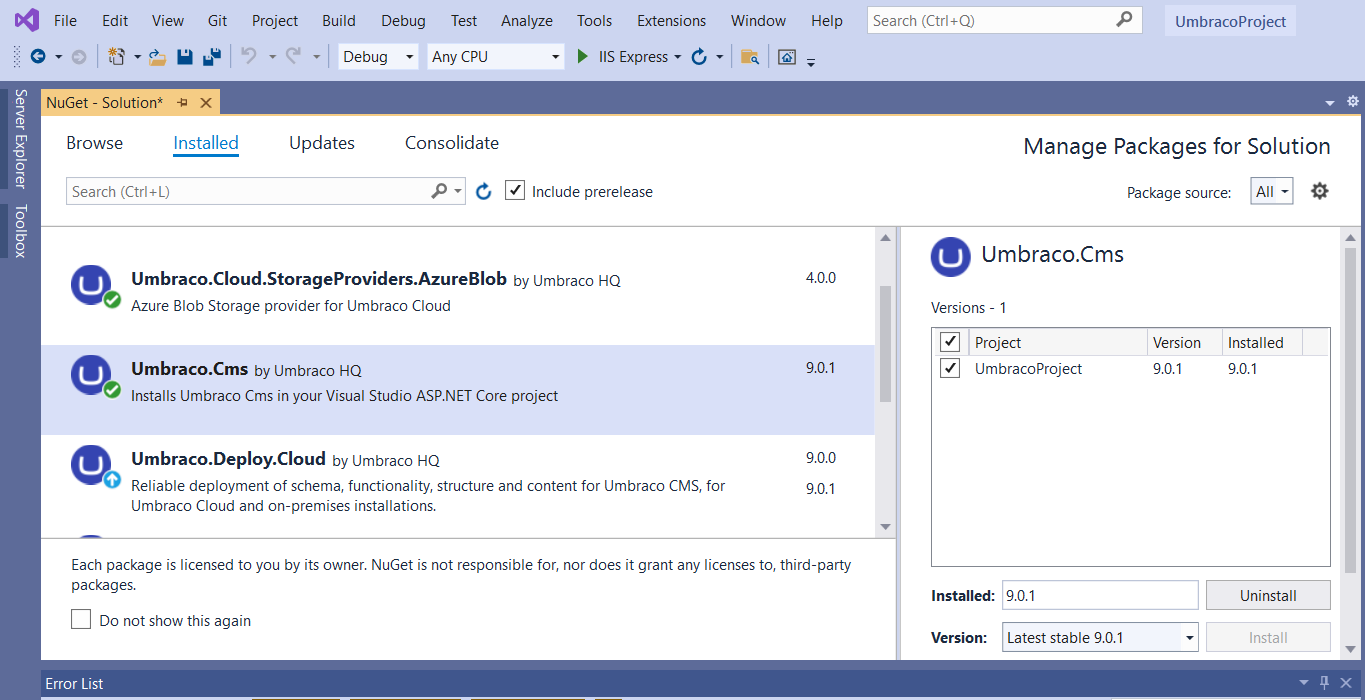 File Edit View Git Project Build Debug Test Analyze Tools Extensions Window Help Search (Ctrl+Q) UmbracoProject
Debug Any CPU IIS Express
Server Explorer
Toolbox
NuGet - Solution*
Browse Installed Updates Consolidate
Manage Packages for Solution
Search (Ctrl+L) Include prerelease
Package source: All
Umbraco.Cloud.StorageProviders.AzureBlob by Umbraco HQ 4.0.0
Azure Blob Storage provider for Umbraco Cloud
Umbraco.Cms by Umbraco HQ 9.0.1
Installs Umbraco Cms in your Visual Studio ASP.NET Core project
Umbraco.Deploy.Cloud by Umbraco HQ 9.0.0
Reliable deployment of schema, functionality, structure and content for Umbraco CMS, for 9.0.1
Umbraco Cloud and on-premises installations.
Each package is licensed to you by its owner. NuGet is not responsible for, nor does it grant any licenses to, third-party
packages.
Do not show this again
Umbraco.Cms
Versions - 1
Project Version Installed
UmbracoProject 9.0.1 9.0.1
Installed: 9.0.1 Uninstall
Version: Latest stable 9.0.1 Install
Error List